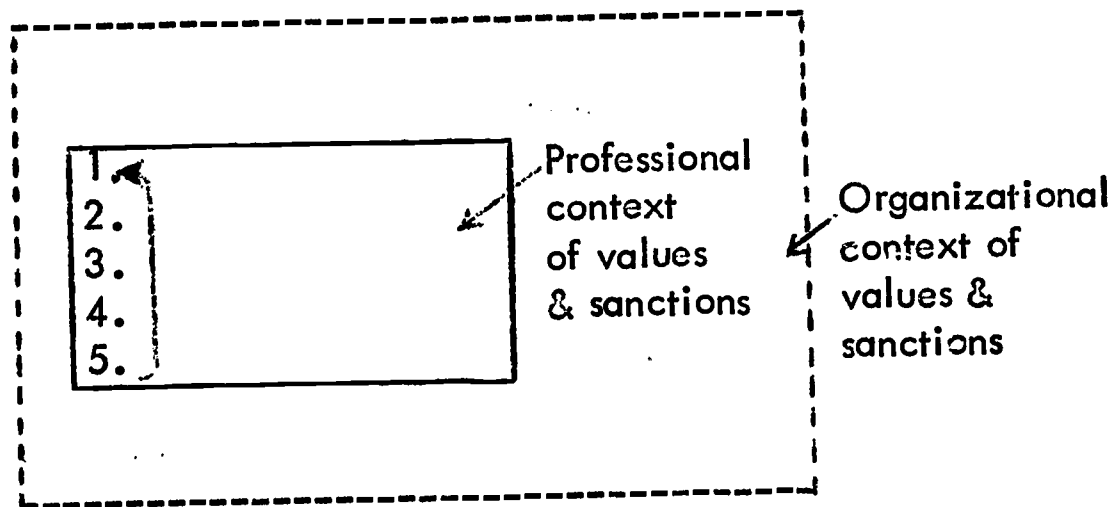 1
2.
3.
4.
5.
Professional
context
of values
& sanctions
Organizational
context of
values &
sanctions